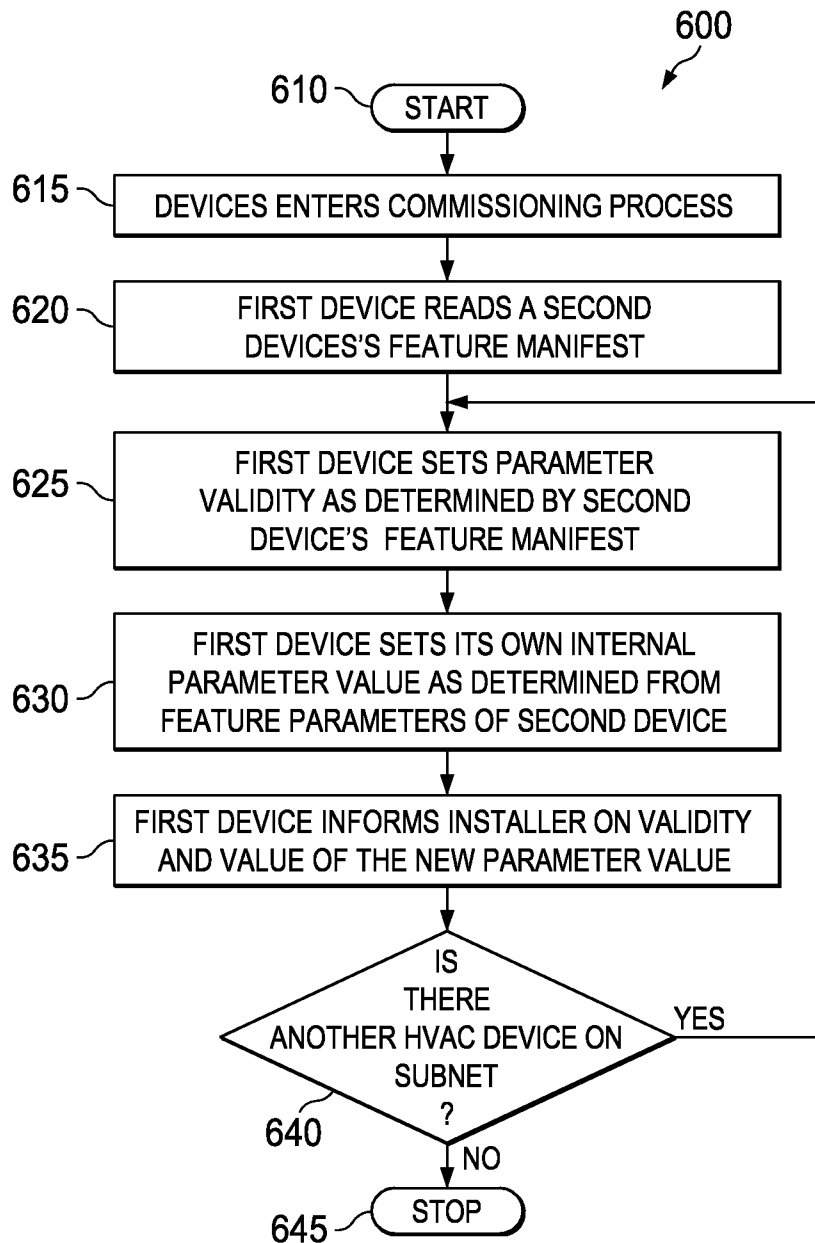 600
610
START
615
DEVICES ENTERS COMMISSIONING PROCESS
620
FIRST DEVICE READS A SECOND
DEVICES'S FEATURE MANIFEST
625
FIRST DEVICE SETS PARAMETER
VALIDITY AS DETERMINED BY SECOND
DEVICE'S FEATURE MANIFEST
630
FIRST DEVICE SETS ITS OWN INTERNAL
PARAMETER VALUE AS DETERMINED FROM
FEATURE PARAMETERS OF SECOND DEVICE
635
FIRST DEVICE INFORMS INSTALLER ON VALIDITY
AND VALUE OF THE NEW PARAMETER VALUE
IS
THERE
ANOTHER HVAC DEVICE ON
SUBNET
?
YES
640
NO
645
STOP